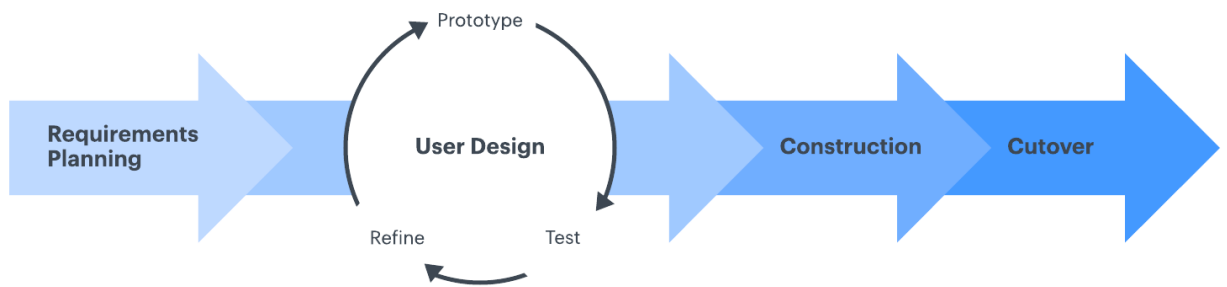 Prototype
Requirements
Planning
User Design
Construction
Cutover
Refine
Test